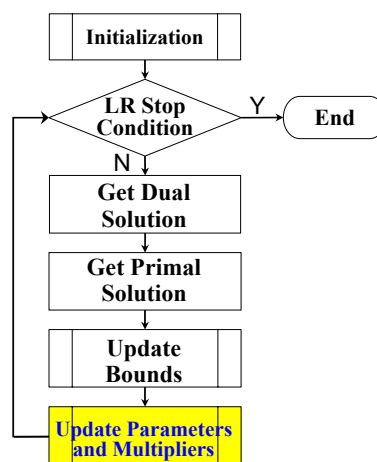 Initialization
LR Stop
Condition
Y
End
N
Get Dual
Solution
Get Primal
Solution
Update
Bounds
Update Parameters
and Multipliers